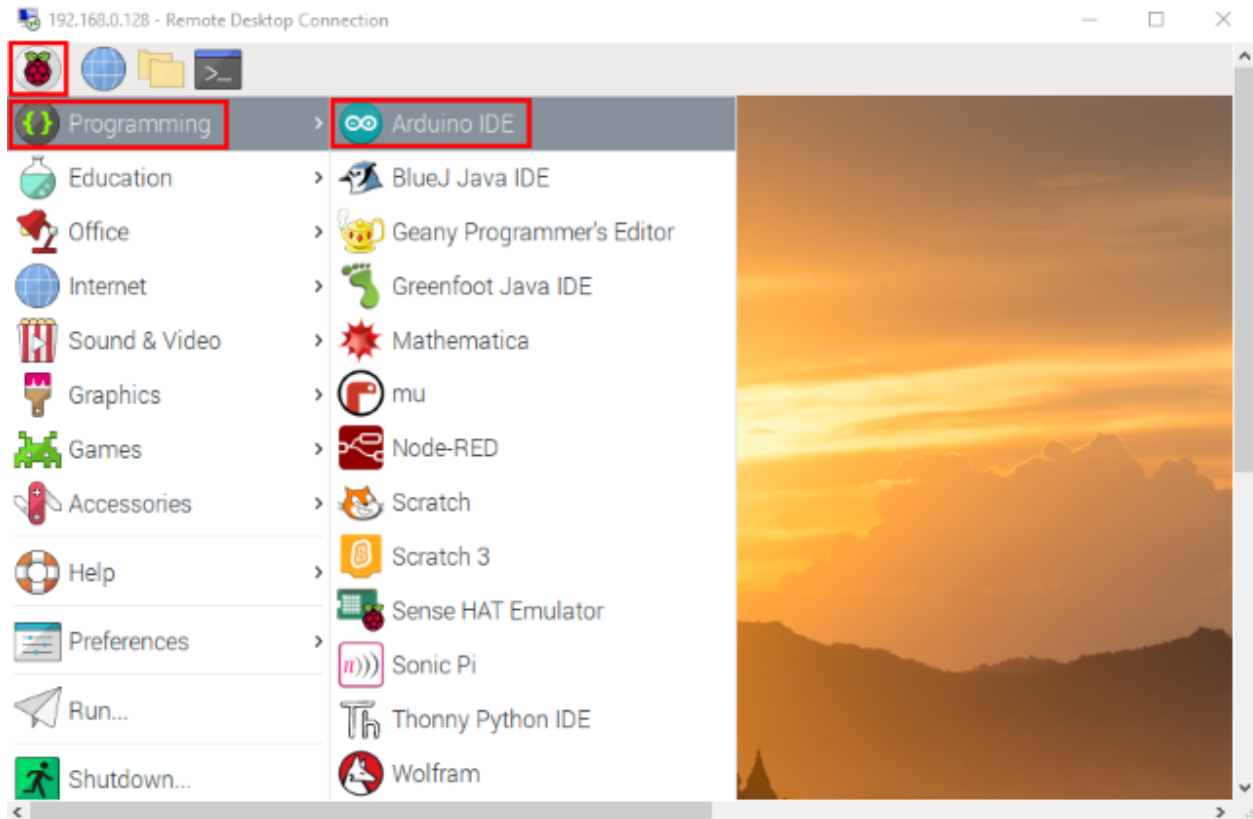 192.168.0.128 - Remote Desktop Connection
>_
Programming
Education
Office
Internet
Sound & Video
Graphics
Games
Accessories
Help
Preferences
Run...
Shutdown...
Arduino IDE
BlueJ Java IDE
Geany Programmer's Editor
Greenfoot Java IDE
Mathematica
mu
Node-RED
Scratch
Scratch 3
Sense HAT Emulator
Sonic Pi
Thonny Python IDE
Wolfram